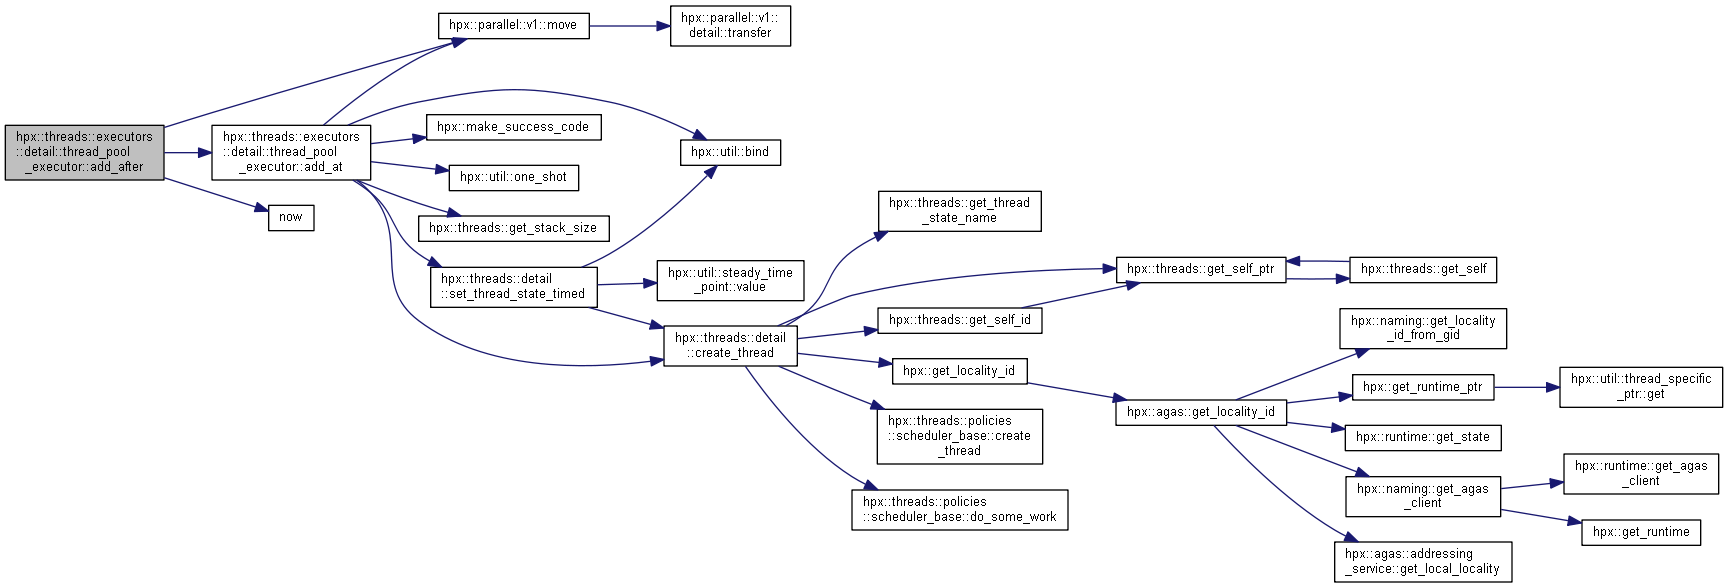 hpx::parallel::v1::move
hpx::parallel::v1::
detail::transfer
hpx::threads::executors
::detail::thread_pool
_executor::add_after
hpx::threads::executors
::detail::thread_pool
_executor::add_at
now
hpx::make_success_code
hpx::util::one_shot
hpx::threads::get_stack_size
hpx::util::bind
hpx::threads::detail
::set_thread_state_timed
hpx::util::steady_time
_point::value
hpx::threads::detail
::create_thread
hpx::threads::get_thread
_state_name
hpx::threads::get_self_ptr
hpx::threads::get_self
hpx::threads::get_self_id
hpx::get_locality_id
hpx::threads::policies
::scheduler_base::create
_thread
hpx::threads::policies
::scheduler_base::do_some_work
hpx::agas::get_locality_id
hpx::naming::get_locality
_id_from_gid
hpx::get_runtime_ptr
hpx::util::thread_specific
_ptr::get
hpx::runtime::get_state
hpx::naming::get_agas
_client
hpx::runtime::get_agas
_client
hpx::get_runtime
hpx::agas::addressing
_service::get_local_locality